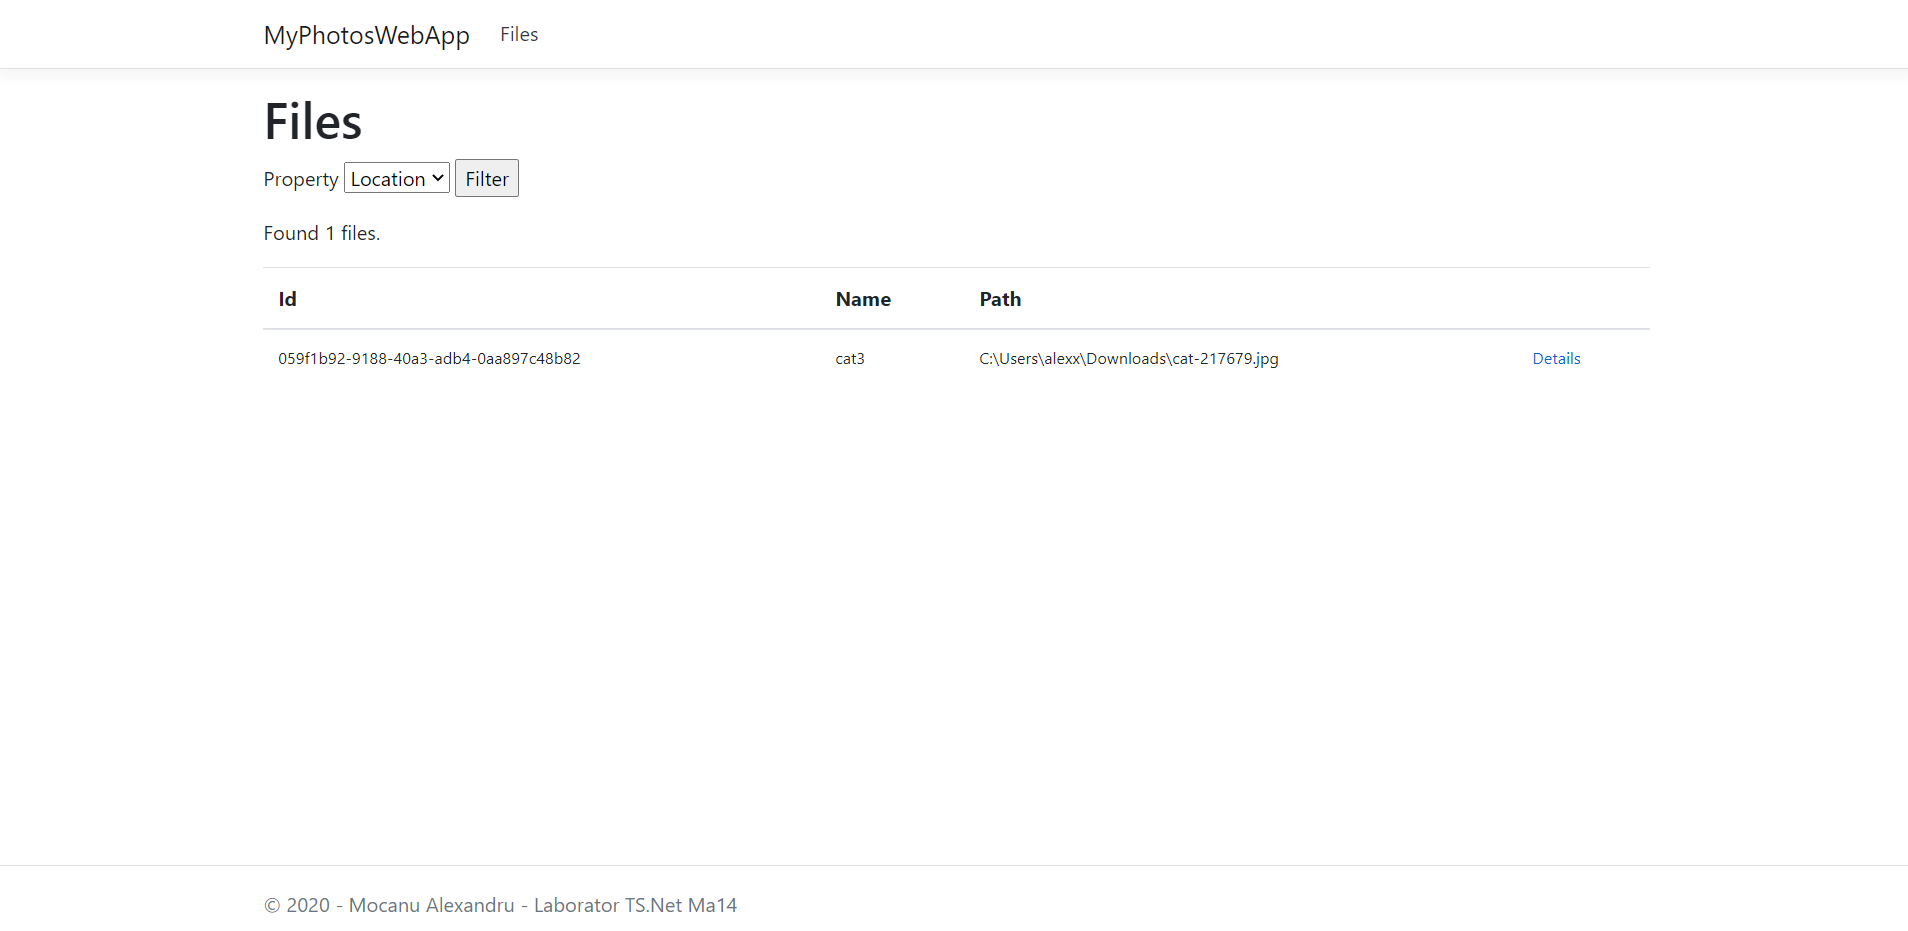 MyPhotosWebApp Files
Files
Property Location Filter
Found 1 files.
Id Name Path
059f1b92-9188-40a3-adb4-0aa897c48b82 cat3 C:\Users\alexx\Downloads\cat-217679.jpg Details
© 2020 - Mocanu Alexandru - Laborator TS.Net Ma14